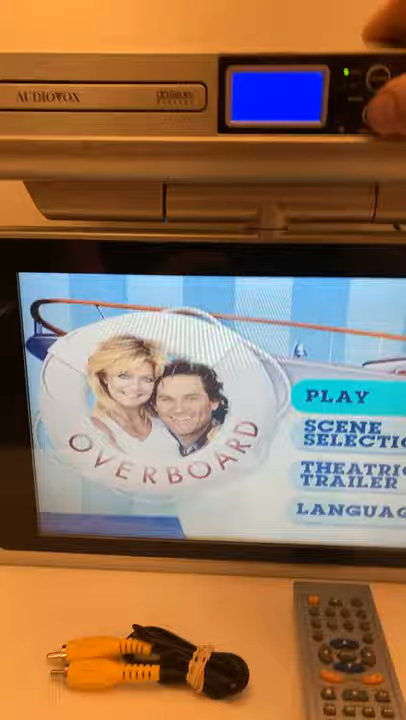 AUDIOVOX
OVERBOARD
PLAY
SCENE
SELECTIO
THEATRIC
TRAILER
LANGUAG